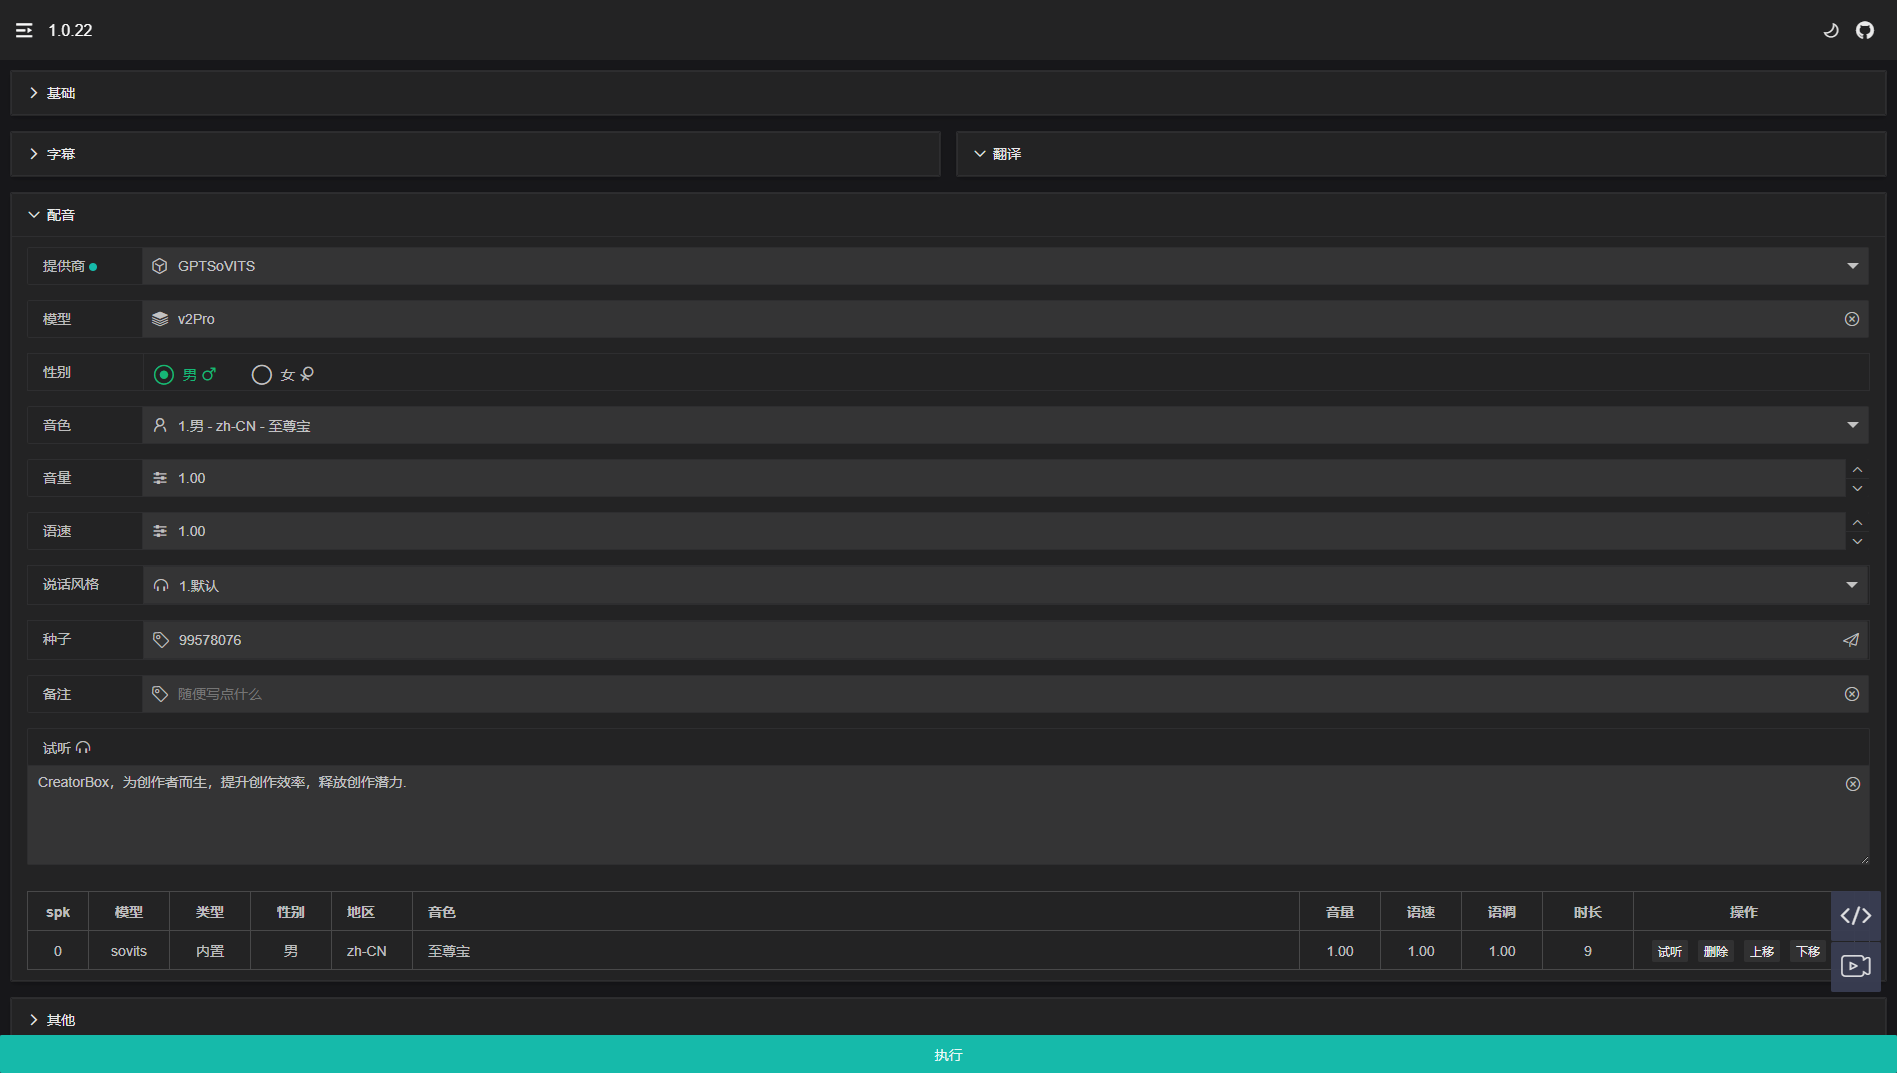 1.0.22
基础
字幕
翻译
配音
提供商 GPTSoVITS
模型 v2Pro
性别 男 女
音色 1.男 - zh-CN - 至尊宝
音量 1.00
语速 1.00
说话风格 1.默认
种子 99578076
备注 随便写点什么
试听
CreatorBox，为创作者而生，提升创作效率，释放创作潜力.
spk 模型 类型 性别 地区 音色 音量 语速 语调 时长 操作
0 sovits 内置 男 zh-CN 至尊宝 1.00 1.00 1.00 9 试听 删除 上移 下移
其他
执行